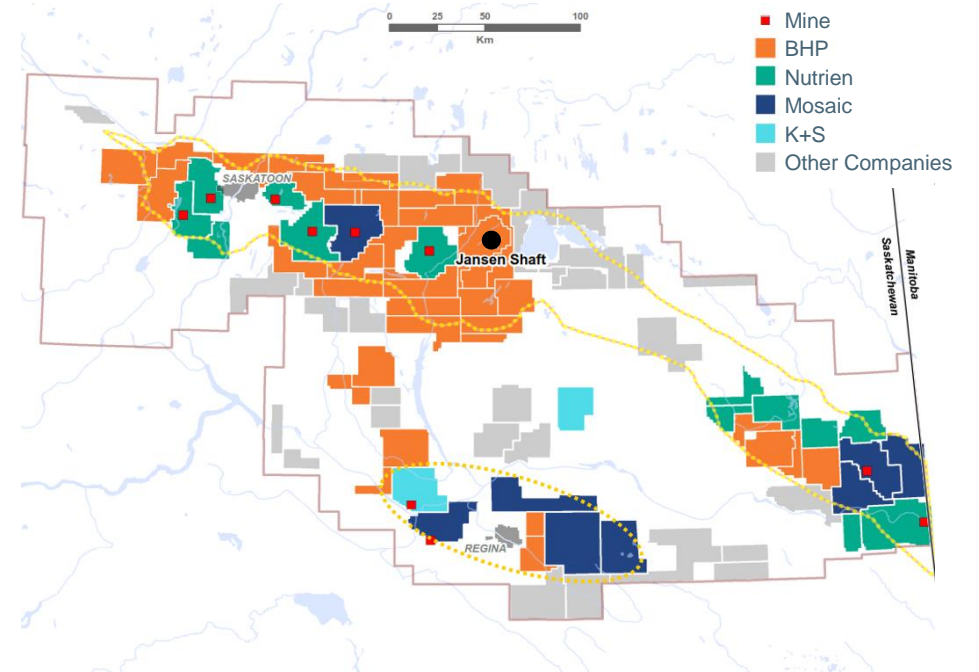 0 25 50 100
Km
Mine
BHP
Nutrien
Mosaic
K+S
Other Companies
SASKATOON
Jansen Shaft
Manitoba
Saskatchewan
REGINA